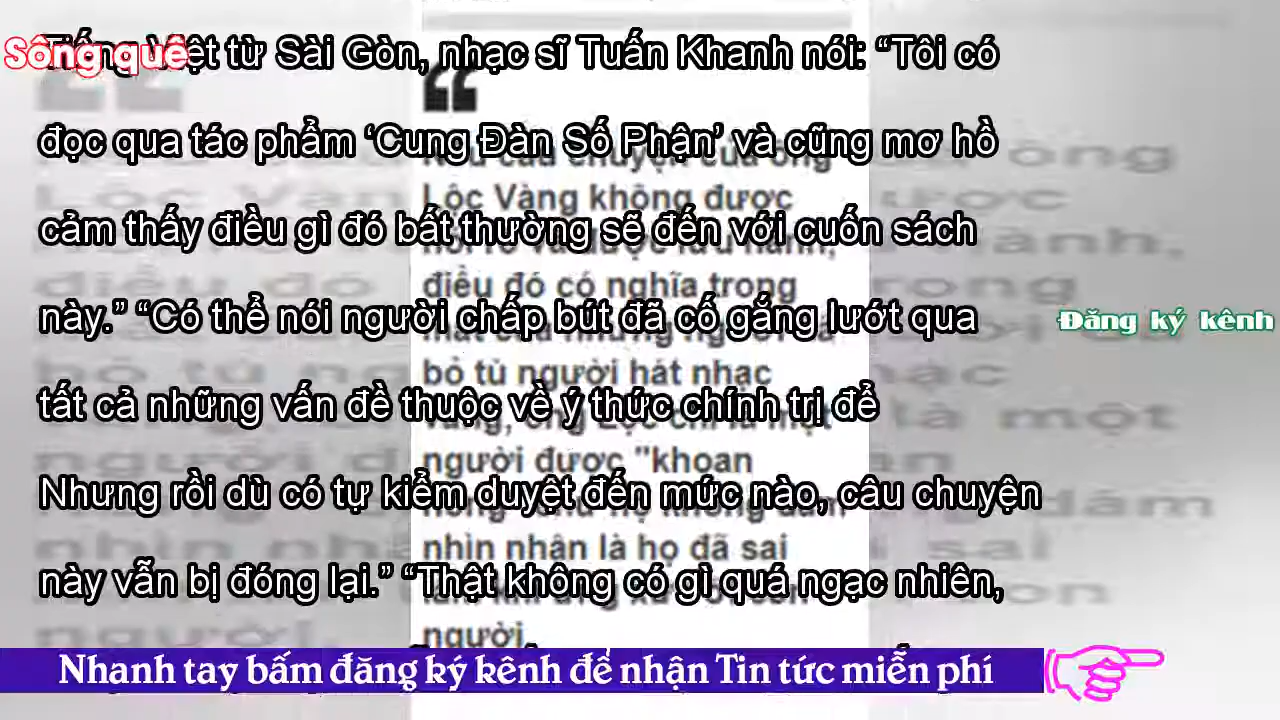 Sông quê
Tiếng Việt từ Sài Gòn, nhạc sĩ Tuấn Khanh nói: “Tôi có
đọc qua tác phẩm ‘Cung Đàn Số Phận’ và cũng mơ hồ
cảm thấy điều gì đó bất thường sẽ đến với cuốn sách
này.” “Có thể nói người chấp bút đã cố gắng lướt qua
Đăng ký kênh
tất cả những vấn đề thuộc về ý thức chính trị để
Nhưng rồi dù có tự kiểm duyệt đến mức nào, câu chuyện
này vẫn bị đóng lại.” “Thật không có gì quá ngạc nhiên,
Lộc Vàng không được
điều đó có nghĩa trong
bỏ tù người hát nhạc
người được "khoan
nhìn nhận là họ đã sai
người.
Nhanh tay bấm đăng ký kênh để nhận Tin tức miễn phí